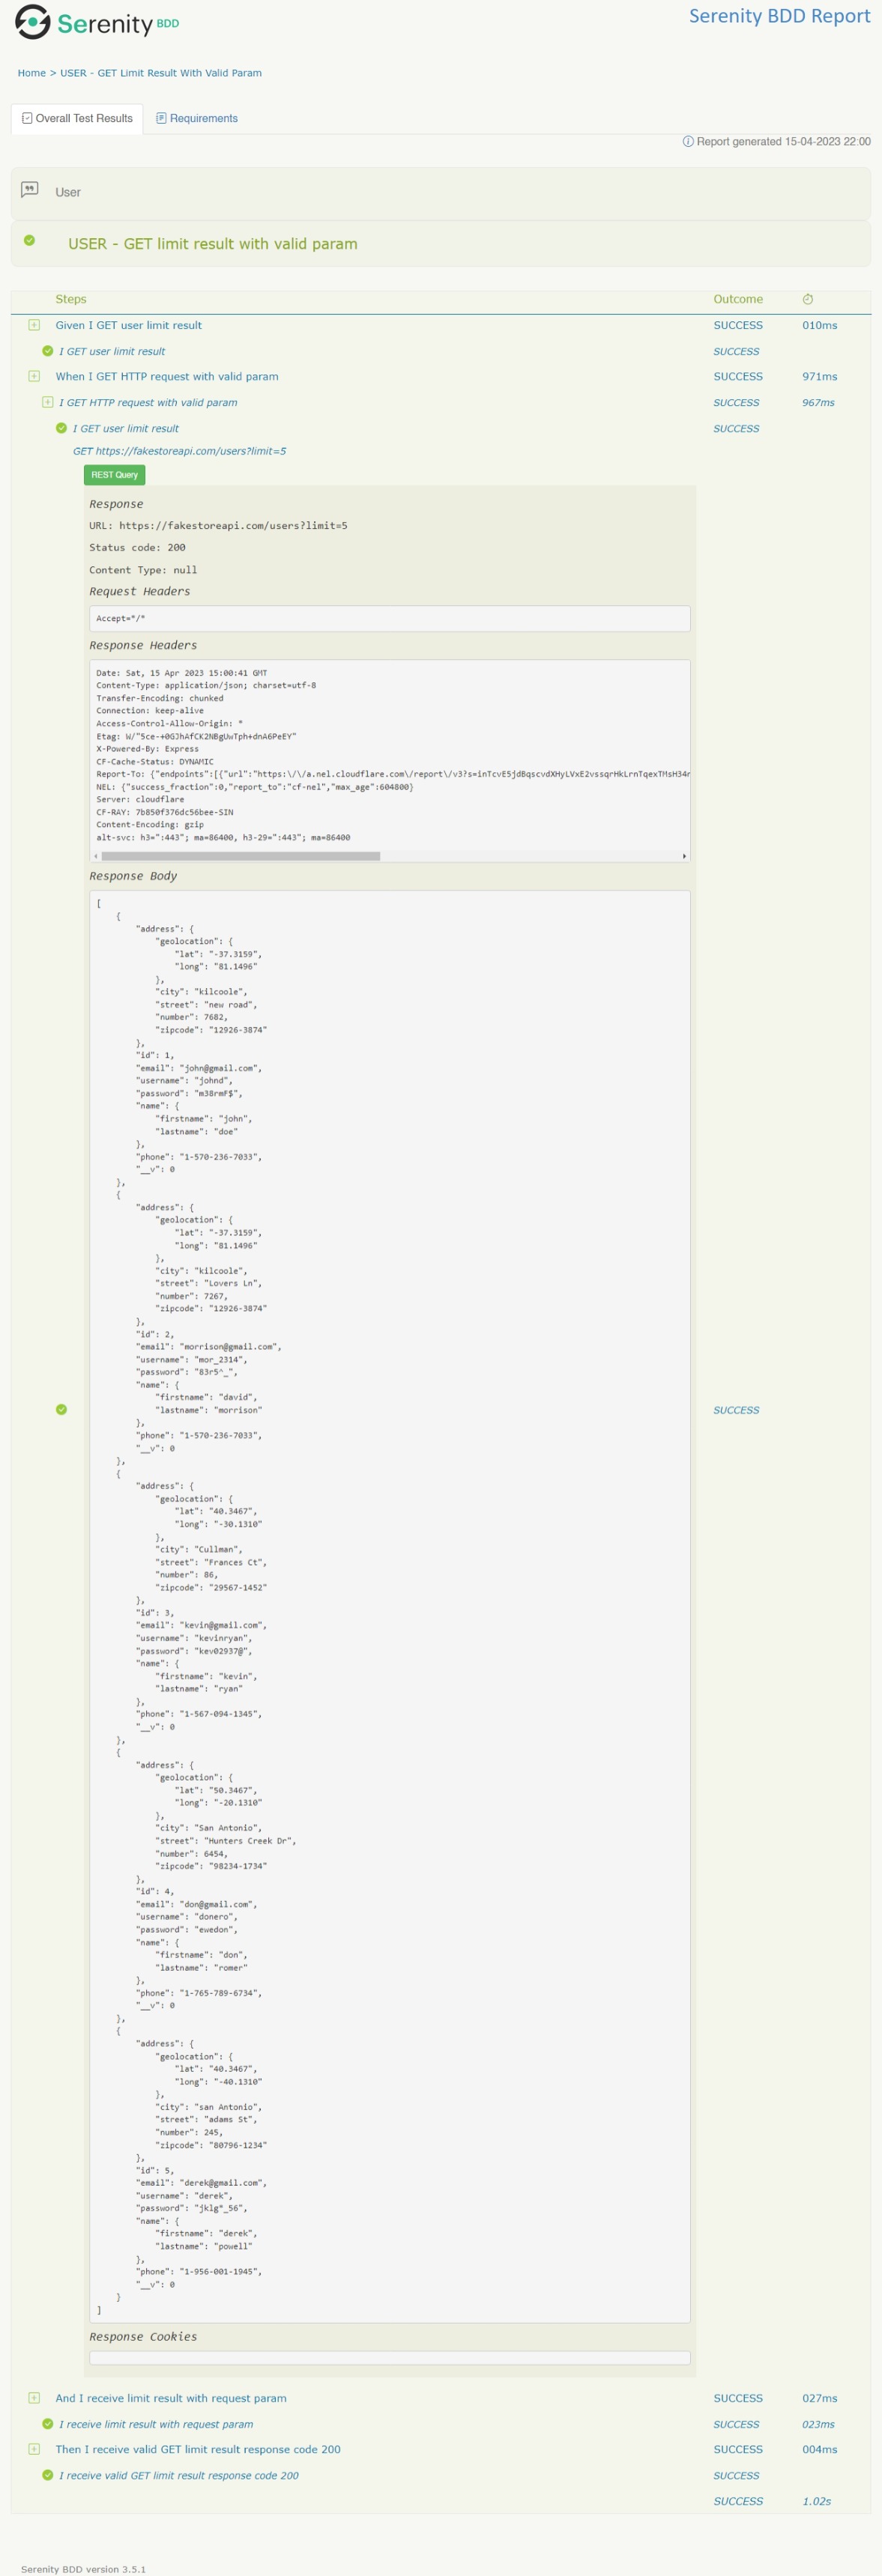 Serenity BDD
Serenity BDD Report
Home > USER - GET Limit Result With Valid Param
Overall Test Results
Requirements
Report generated 15-04-2023 22:00
User
USER - GET limit result with valid param
Steps Outcome
Given I GET user limit result SUCCESS 010ms
I GET user limit result SUCCESS
When I GET HTTP request with valid param SUCCESS 971ms
I GET HTTP request with valid param SUCCESS 967ms
I GET user limit result SUCCESS
GET https://fakestoreapi.com/users?limit=5
REST Query
Response
URL: https://fakestoreapi.com/users?limit=5
Status code: 200
Content Type: null
Request Headers
Accept=*/*
Response Headers
Date: Sat, 15 Apr 2023 15:00:41 GMT
Content-Type: application/json; charset=utf-8
Transfer-Encoding: chunked
Connection: keep-alive
Access-Control-Allow-Origin: *
Etag: W/"5ce-+0GJhAfCK2NBgUwTph+dnA6PeEY"
X-Powered-By: Express
CF-Cache-Status: DYNAMIC
Report-To: {"endpoints":[{"url":"https:\/\/a.nel.cloudflare.com\/report\/v3?s=inTcvE5jdBqscvdXHyLVxE2vssqrHkLrnTqexTMsH34r
NEL: {"success_fraction":0,"report_to":"cf-nel","max_age":604800}
Server: cloudflare
CF-RAY: 7b850f376dc56bee-SIN
Content-Encoding: gzip
alt-svc: h3=":443"; ma=86400, h3-29=":443"; ma=86400
Response Body
[
{
"address": {
"geolocation": {
"lat": "-37.3159",
"long": "81.1496"
},
"city": "kilcoole",
"street": "new road",
"number": 7682,
"zipcode": "12926-3874"
},
"id": 1,
"email": "john@gmail.com",
"username": "johnd",
"password": "m38rmF$",
"name": {
"firstname": "john",
"lastname": "doe"
},
"phone": "1-570-236-7033",
"__v": 0
},
{
"address": {
"geolocation": {
"lat": "-37.3159",
"long": "81.1496"
},
"city": "kilcoole",
"street": "Lovers Ln",
"number": 7267,
"zipcode": "12926-3874"
},
"id": 2,
"email": "morrison@gmail.com",
"username": "mor_2314",
"password": "83r5^_",
"name": {
"firstname": "david",
"lastname": "morrison"
SUCCESS
},
"phone": "1-570-236-7033",
"__v": 0
},
{
"address": {
"geolocation": {
"lat": "40.3467",
"long": "-30.1310"
},
"city": "Cullman",
"street": "Frances Ct",
"number": 86,
"zipcode": "29567-1452"
},
"id": 3,
"email": "kevin@gmail.com",
"username": "kevinryan",
"password": "kev02937@",
"name": {
"firstname": "kevin",
"lastname": "ryan"
},
"phone": "1-567-094-1345",
"__v": 0
},
{
"address": {
"geolocation": {
"lat": "50.3467",
"long": "-20.1310"
},
"city": "San Antonio",
"street": "Hunters Creek Dr",
"number": 6454,
"zipcode": "98234-1734"
},
"id": 4,
"email": "don@gmail.com",
"username": "donero",
"password": "ewedon",
"name": {
"firstname": "don",
"lastname": "romer"
},
"phone": "1-765-789-6734",
"__v": 0
},
{
"address": {
"geolocation": {
"lat": "40.3467",
"long": "-40.1310"
},
"city": "san Antonio",
"street": "adams St",
"number": 245,
"zipcode": "80796-1234"
},
"id": 5,
"email": "derek@gmail.com",
"username": "derek",
"password": "jklg*_56",
"name": {
"firstname": "derek",
"lastname": "powell"
},
"phone": "1-956-001-1945",
"__v": 0
}
]
Response Cookies
And I receive limit result with request param SUCCESS 027ms
I receive limit result with request param SUCCESS 023ms
Then I receive valid GET limit result response code 200 SUCCESS 004ms
I receive valid GET limit result response code 200 SUCCESS
SUCCESS 1.02s
Serenity BDD version 3.5.1